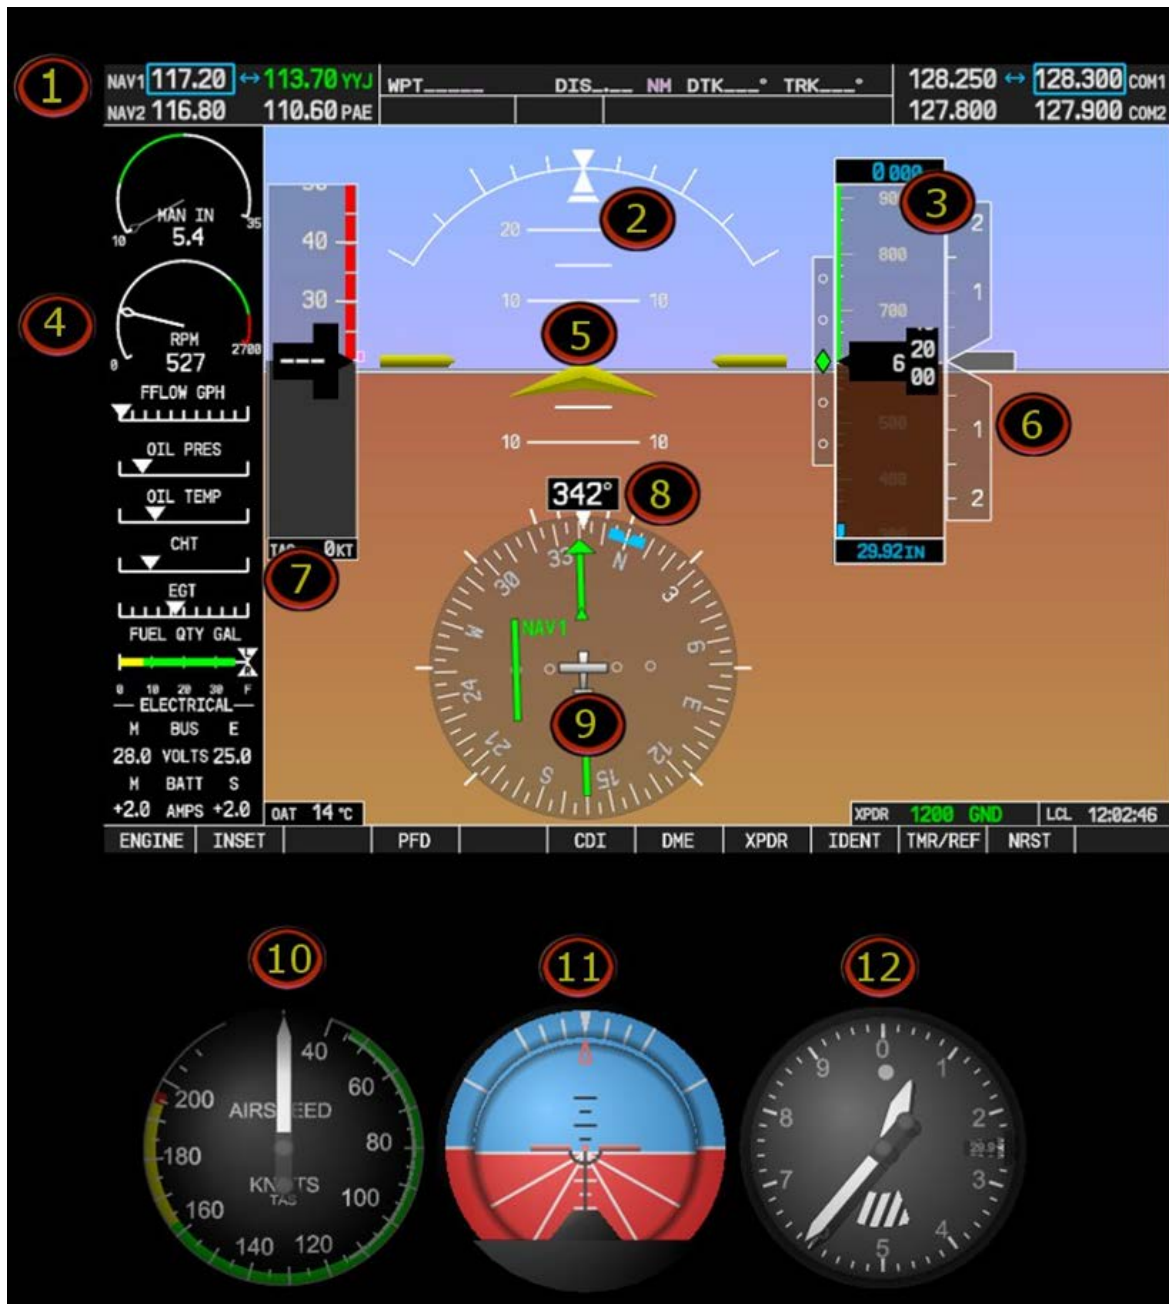 1
NAV1 117.20 ↔ 113.70 YYJ
NAV2 116.80 110.60 PAE
WPT_____ DIS_.__ NM DTK___° TRK___°
128.250 ↔ 128.300 COM1
127.800 127.900 COM2
MAN IN
5.4
10 35
4
RPM
527
0 2700
FFLOW GPH
OIL PRES
OIL TEMP
CHT
EGT
FUEL QTY GAL
0 10 20 30 F
ELECTRICAL
M BUS E
28.0 VOLTS 25.0
M BATT S
+2.0 AMPS +2.0
40
30
---
0KT
7
2
20
10 10
5
10 10
0 000
3
800
700
6 20
00
500
400
29.92IN
2
1
1
2
6
342°
8
33 N 3 6 E 12 15 S 21 24 W 30
NAV1
9
OAT 14 °C
XPDR 1200 GND LCL 12:02:46
ENGINE INSET PFD CDI DME XPDR IDENT TMR/REF NRST
10
40
60
80
100
120
140
160
180
200
KNOTS
TAS
11
12
0
1
2
3
4
5
7
8
9